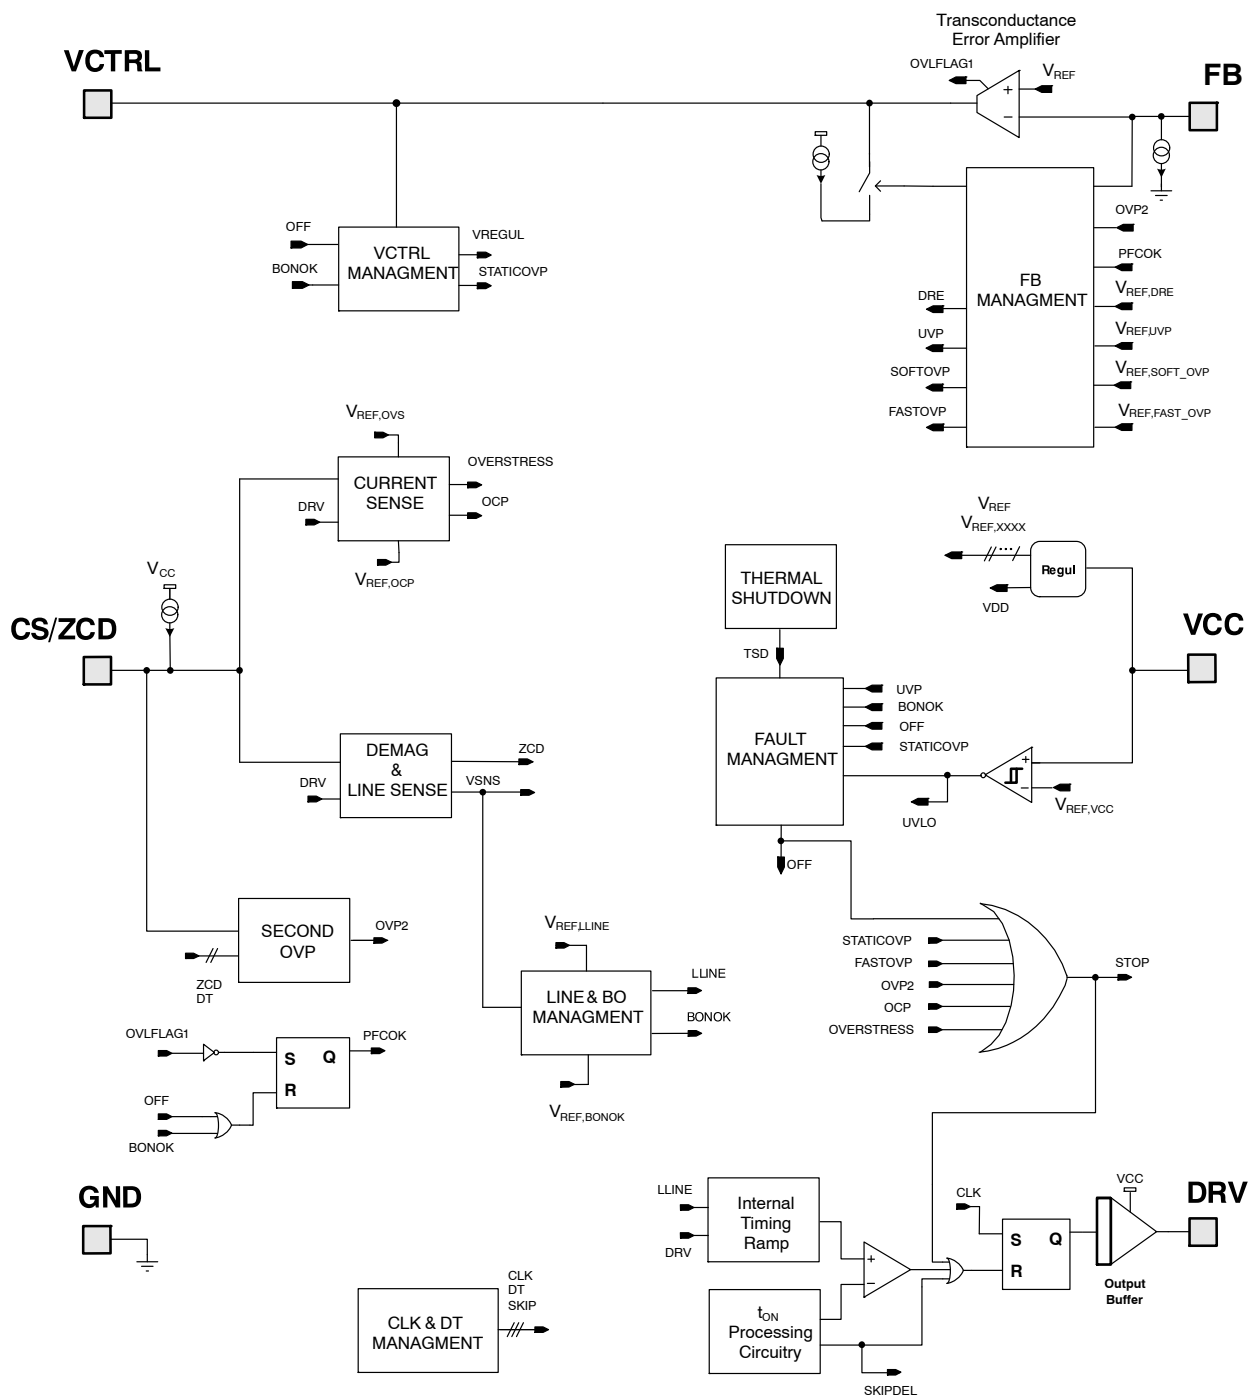 Transconductance
Error Amplifier
VCTRL
OVLFLAG1
VREF
FB
+
−
OFF
BONOK
VCTRL
MANAGMENT
VREGUL
STATICOVP
FB
MANAGMENT
OVP2
PFCOK
VREF,DRE
VREF,UVP
VREF,SOFT_OVP
VREF,FAST_OVP
DRE
UVP
SOFTOVP
FASTOVP
VREF,OVS
CURRENT
SENSE
DRV
OVERSTRESS
OCP
VREF,OCP
VREF
VREF,XXXX
...
Regul
VDD
THERMAL
SHUTDOWN
TSD
VCC
CS/ZCD
VCC
FAULT
MANAGMENT
UVP
BONOK
OFF
STATICOVP
+
−
VREF,VCC
UVLO
OFF
DEMAG
&
LINE SENSE
DRV
ZCD
VSNS
SECOND
OVP
OVP2
ZCD
DT
VREF,LLINE
LINE & BO
MANAGMENT
LLINE
BONOK
VREF,BONOK
STATICOVP
FASTOVP
OVP2
OCP
OVERSTRESS
STOP
OVLFLAG1
S
Q
R
PFCOK
OFF
BONOK
GND
LLINE
DRV
Internal
Timing
Ramp
+
−
CLK
S
Q
R
VCC
DRV
Output
Buffer
CLK
DT
SKIP
CLK & DT
MANAGMENT
tON
Processing
Circuitry
SKIPDEL